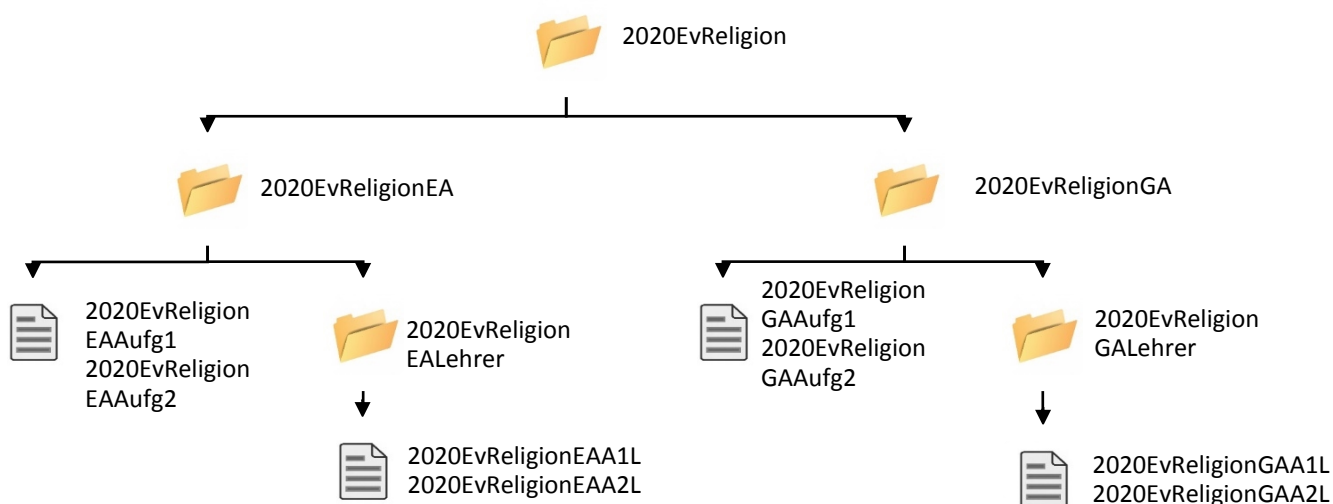 2020EvReligion
2020EvReligionEA
2020EvReligionGA
2020EvReligion
EAAufg1
2020EvReligion
EAAufg2
2020EvReligion
EALehrer
2020EvReligion
GAAufg1
2020EvReligion
GAAufg2
2020EvReligion
GALehrer
2020EvReligionEAA1L
2020EvReligionEAA2L
2020EvReligionGAA1L
2020EvReligionGAA2L